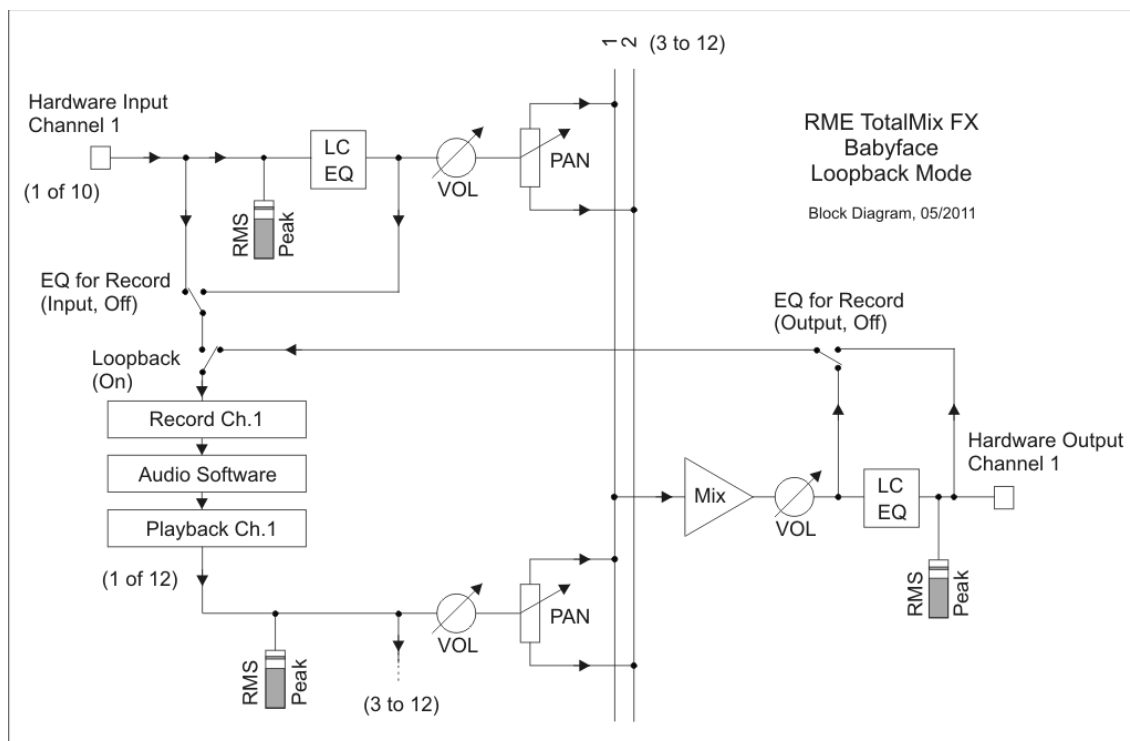 1
2
(3 to 12)
Hardware Input
Channel 1
(1 of 10)
LC
EQ
VOL
PAN
RMS
Peak
RME TotalMix FX
Babyface
Loopback Mode
Block Diagram, 05/2011
EQ for Record
(Input, Off)
EQ for Record
(Output, Off)
Loopback
(On)
Record Ch.1
Audio Software
Playback Ch.1
(1 of 12)
Hardware Output
Channel 1
Mix
VOL
LC
EQ
RMS
Peak
VOL
PAN
RMS
Peak
(3 to 12)